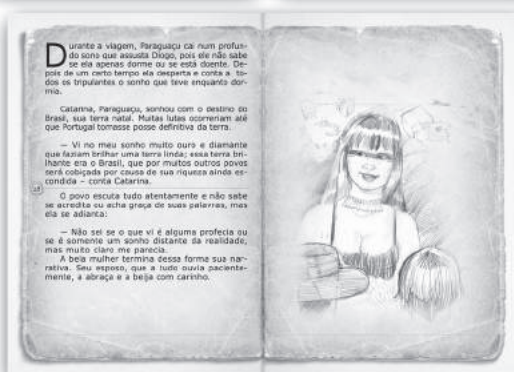 Durante a viagem, Paraguaçu cai num profun-
do sono que assusta Diogo, pois ele não sabe
se ela apenas dorme ou se está doente. De-
pois de um certo tempo ela desperta e conta a to-
dos os tripulantes o sonho que teve enquanto dor-
mia.
Catarina, Paraguaçu, sonhou com o destino do
Brasil, sua terra natal. Muitas lutas ocorreriam até
que Portugal tomasse posse definitiva da terra.
— Vi no meu sonho muito ouro e diamante
que faziam brilhar uma terra linda; essa terra bri-
lhante era o Brasil, que por muitos outros povos
será cobiçada por causa de sua riqueza ainda es-
condida – conta Catarina.
O povo escuta tudo atentamente e não sabe
se acredita ou acha graça de suas palavras, mas
ela se adianta:
— Não sei se o que vi é alguma profecia ou
se é somente um sonho distante da realidade,
mas muito claro me parecia.
A bela mulher termina dessa forma sua nar-
rativa. Seu esposo, que a tudo ouvia paciente-
mente, a abraça e a beija com carinho.